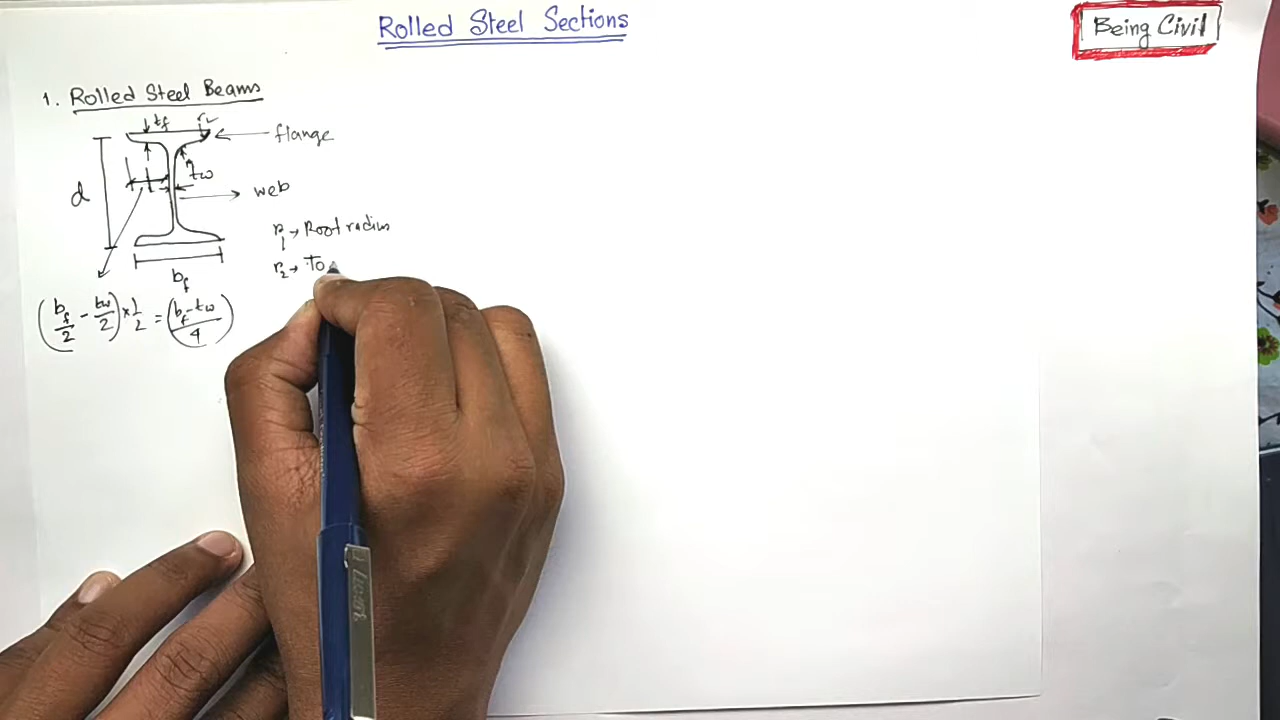 Rolled Steel Sections
Being Civil
1. Rolled Steel Beams
tf
r2
flange
d
tw
web
r1 → Root radius
r2 → To
bf
(bf/2 - tw/2) × 1/2 = (bf - tw/4)